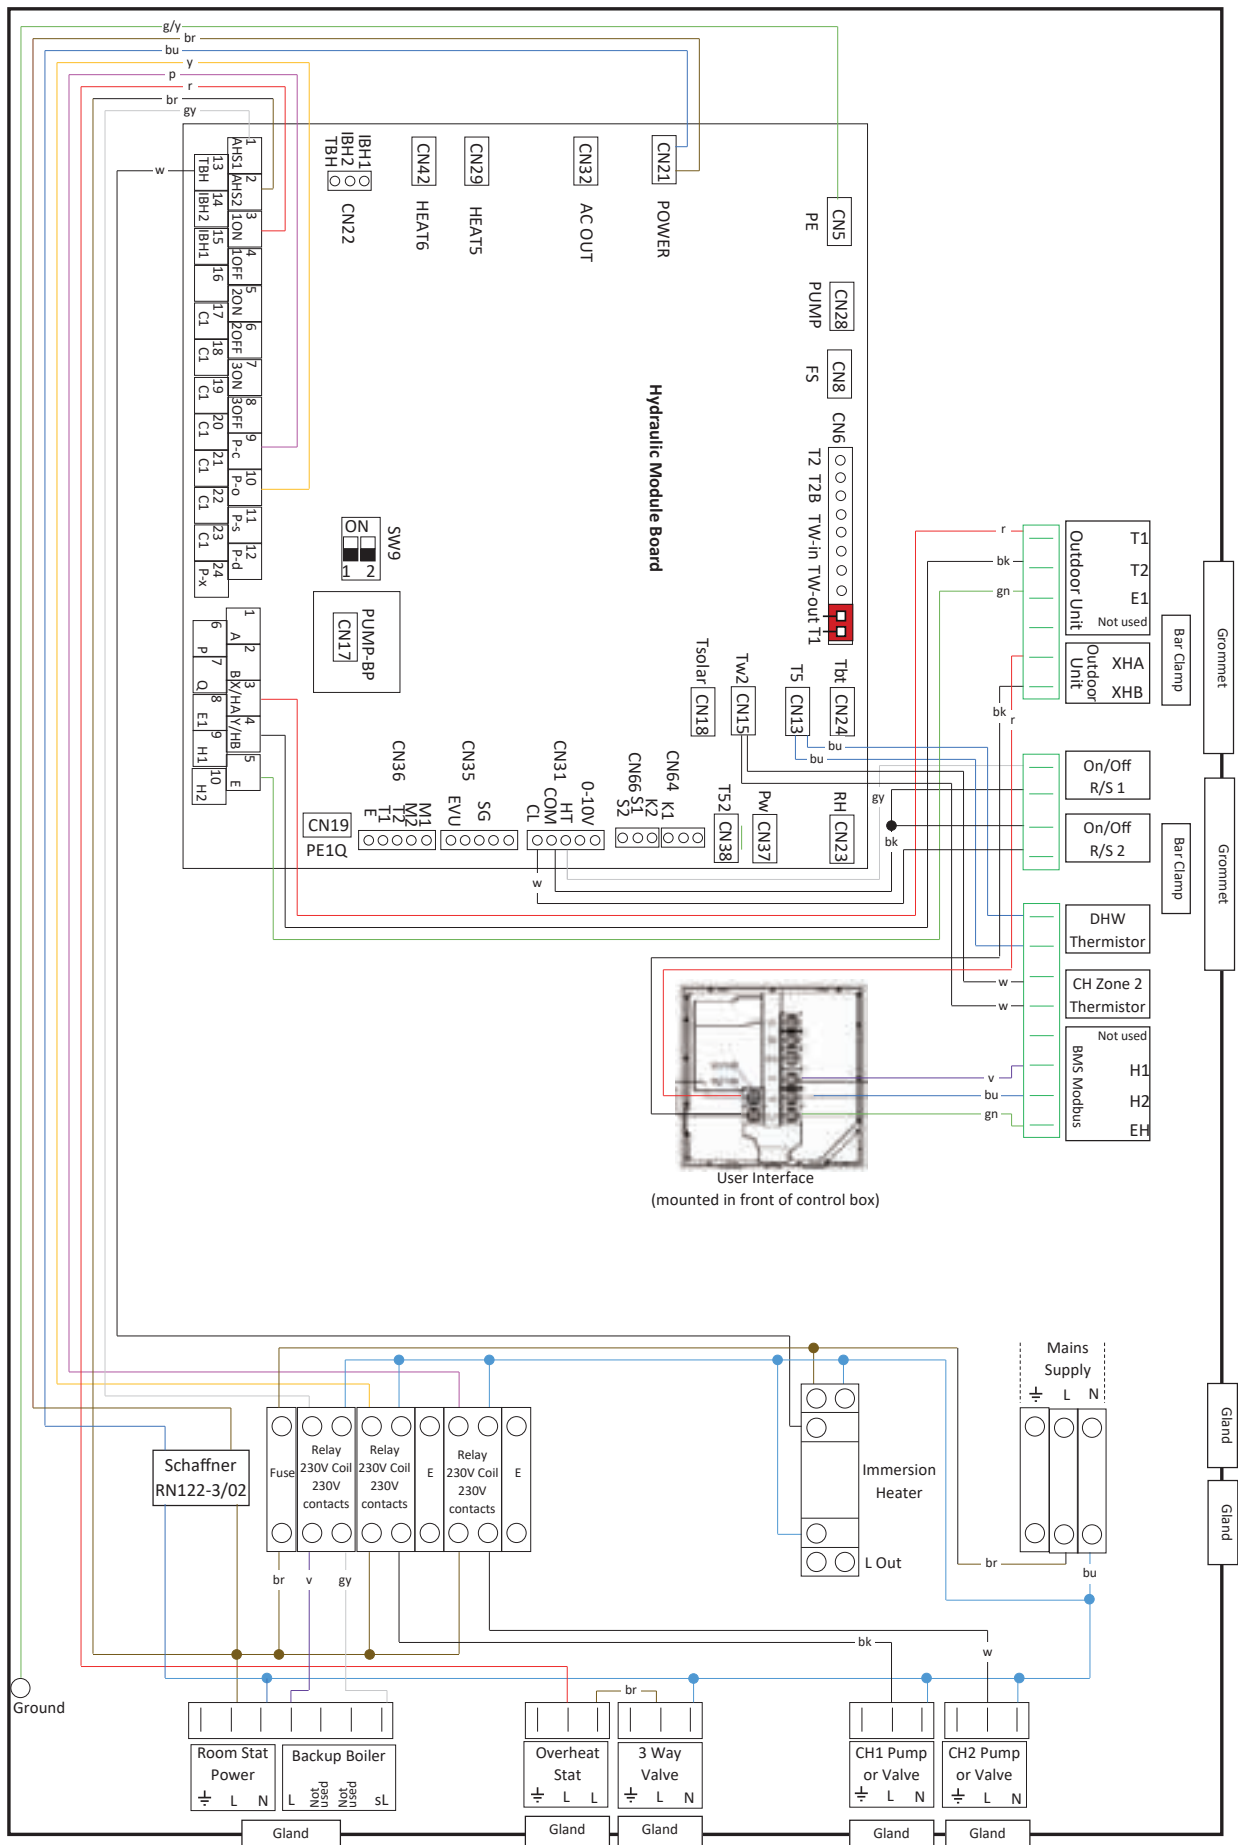 g/y
br
bu
y
p
r
br
gy
w
1
AHS1
2
AHS2
3
1ON
4
1OFF
5
2ON
6
2OFF
7
3ON
8
3OFF
9
P-c
10
P-o
11
P-s
12
P-d
13
TBH
14
IBH2
15
IBH1
16
17
C1
18
C1
19
C1
20
C1
21
C1
22
C1
23
C1
24
P-x
IBH1
IBH2
TBH
CN22
CN42
HEAT6
CN29
HEAT5
CN32
AC OUT
CN21
POWER
CN5
PE
CN28
PUMP
CN8
FS
CN6
T2 T2B TW-in TW-out T1
Hydraulic Module Board
ON
1 2
SW9
PUMP-BP
CN17
1
A
2
B
3
X/HA
4
Y/HB
5
E
6
P
7
Q
8
E1
9
H1
10
H2
CN19
PE1Q
CN36
M1
M2
T2
T1
E
CN35
SG
EVU
CN31
0-10V
HT
COM
CL
CN66
S1
S2
CN64
K2
K1
Tsolar
CN18
Tw2
CN15
T5
CN13
Tbt
CN24
T52
CN38
Pw
CN37
RH
CN23
bu
bu
gy
bk
w
r
bk
gn
bk
r
Outdoor Unit
T1
T2
E1
Not used
Outdoor
Unit
XHA
XHB
Bar Clamp
Grommet
On/Off
R/S 1
On/Off
R/S 2
Bar Clamp
Grommet
DHW
Thermistor
w
w
CH Zone 2
Thermistor
Not used
BMS Modbus
H1
H2
EH
v
bu
gn
User Interface
(mounted in front of control box)
Mains
Supply
L
N
Gland
Gland
Schaffner
RN122-3/02
Fuse
Relay
230V Coil
230V
contacts
Relay
230V Coil
230V
contacts
E
Relay
230V Coil
230V
contacts
E
Immersion
Heater
L Out
br
bu
br
v
gy
bk
w
br
Ground
Room Stat
Power
L
N
Backup Boiler
L
Not
used
Not
used
sL
Overheat
Stat
L
L
3 Way
Valve
L
N
CH1 Pump
or Valve
L
N
CH2 Pump
or Valve
L
N
Gland
Gland
Gland
Gland
Gland